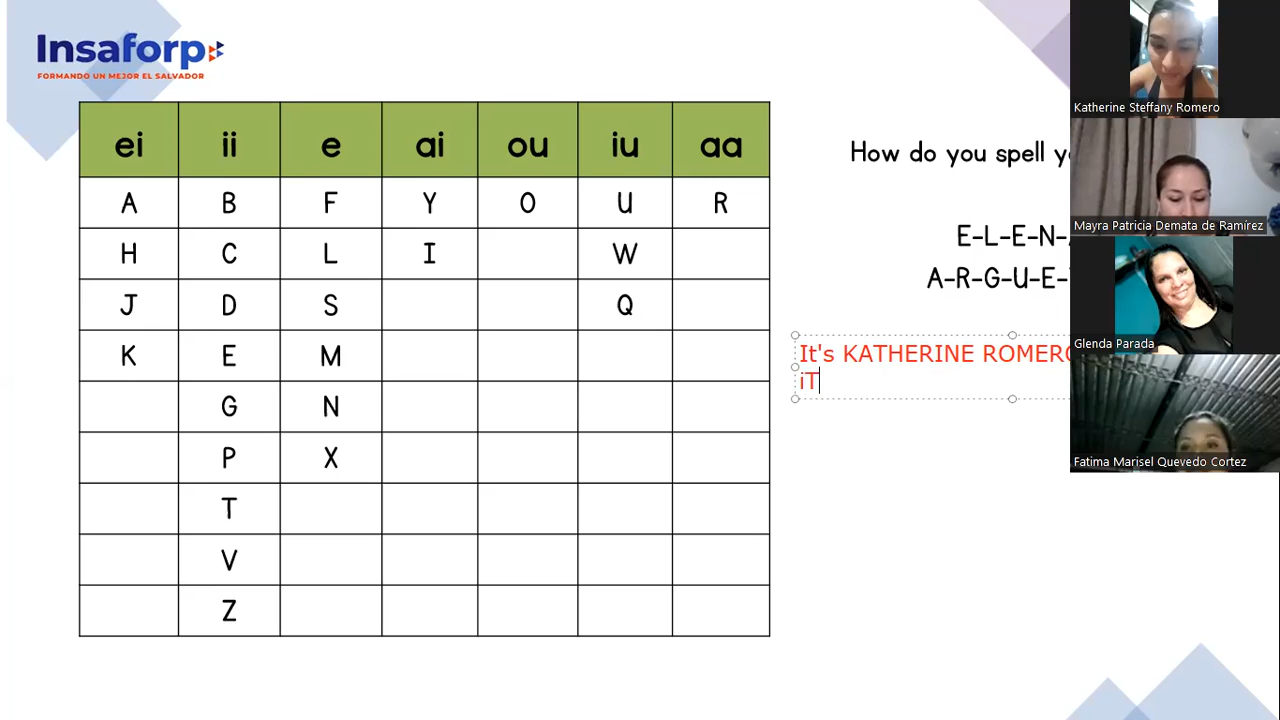 Insaforp
FORMANDO UN MEJOR EL SALVADOR
ei ii e ai ou iu aa
A B F Y O U R
H C L I W
J D S Q
K E M
G N
P X
T
V
Z
How do you spell
E-L-E-N-
A-R-G-U-E-
It's KATHERINE ROMERO
iT
Katherine Steffany Romero
Mayra Patricia Demata de Ramírez
Glenda Parada
Fatima Marisel Quevedo Cortez